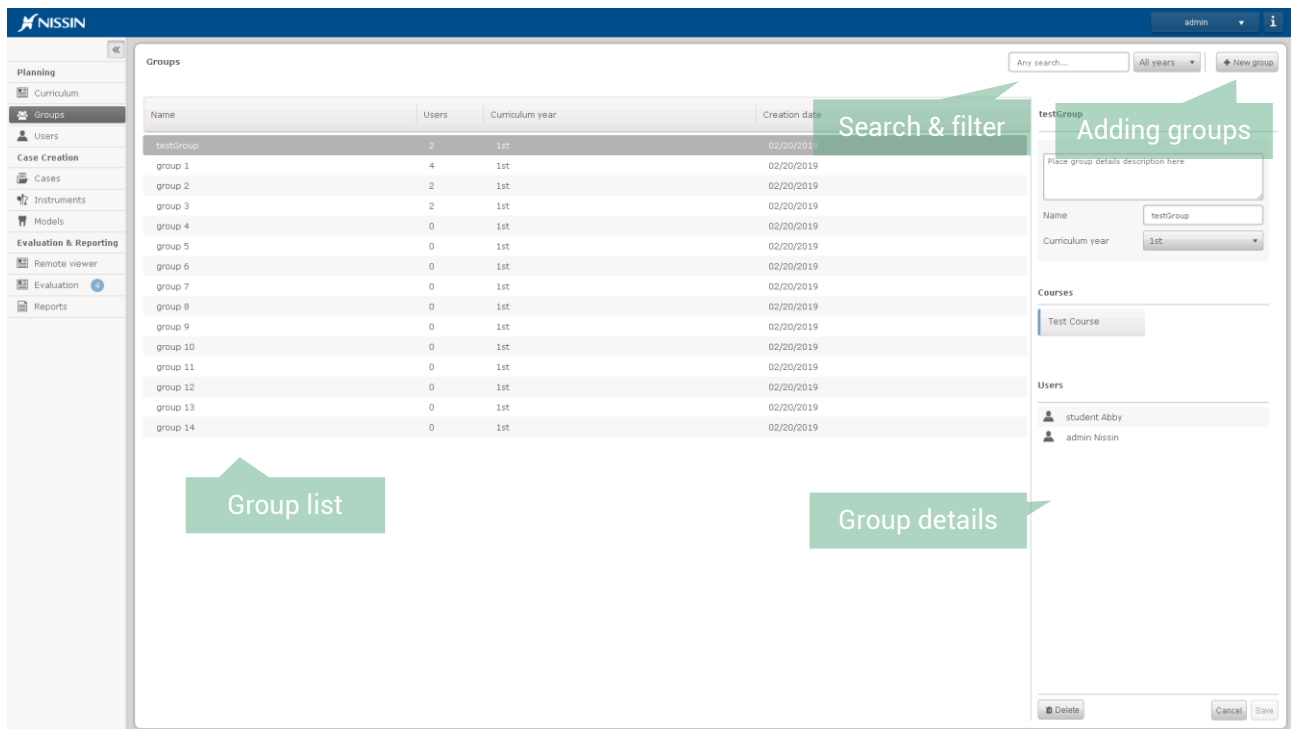 NISSIN
admin
i
Planning
Curriculum
Groups
Users
Case Creation
Cases
Instruments
Models
Evaluation & Reporting
Remote viewer
Evaluation 4
Reports
Groups
Any search...
All years
New group
Search & filter
Adding groups
Name Users Curriculum year Creation date
testGroup 2 1st 02/20/2019
group 1 4 1st 02/20/2019
group 2 2 1st 02/20/2019
group 3 2 1st 02/20/2019
group 4 0 1st 02/20/2019
group 5 0 1st 02/20/2019
group 6 0 1st 02/20/2019
group 7 0 1st 02/20/2019
group 8 0 1st 02/20/2019
group 9 0 1st 02/20/2019
group 10 0 1st 02/20/2019
group 11 0 1st 02/20/2019
group 12 0 1st 02/20/2019
group 13 0 1st 02/20/2019
group 14 0 1st 02/20/2019
Group list
testGroup
Place group details description here
Name testGroup
Curriculum year 1st
Courses
Test Course
Users
student Abby
admin Nissin
Group details
Delete
Cancel
Save